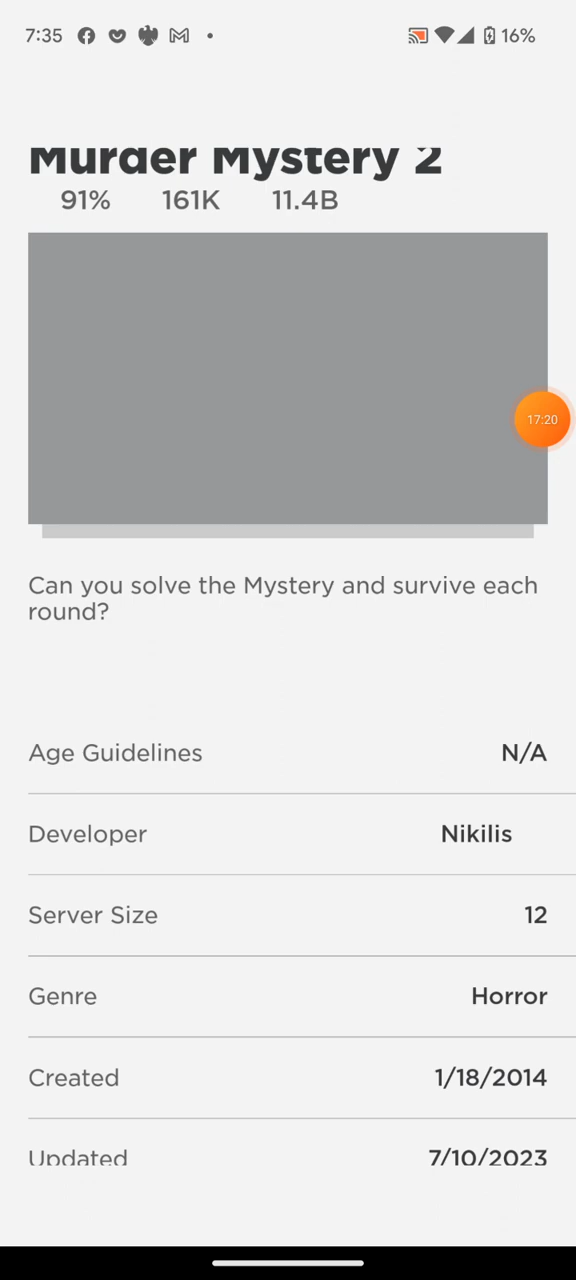 7:35
16%
Murder Mystery 2
91% 161K 11.4B
17:20
Can you solve the Mystery and survive each
round?
Age Guidelines N/A
Developer Nikilis
Server Size 12
Genre Horror
Created 1/18/2014
Updated 7/10/2023